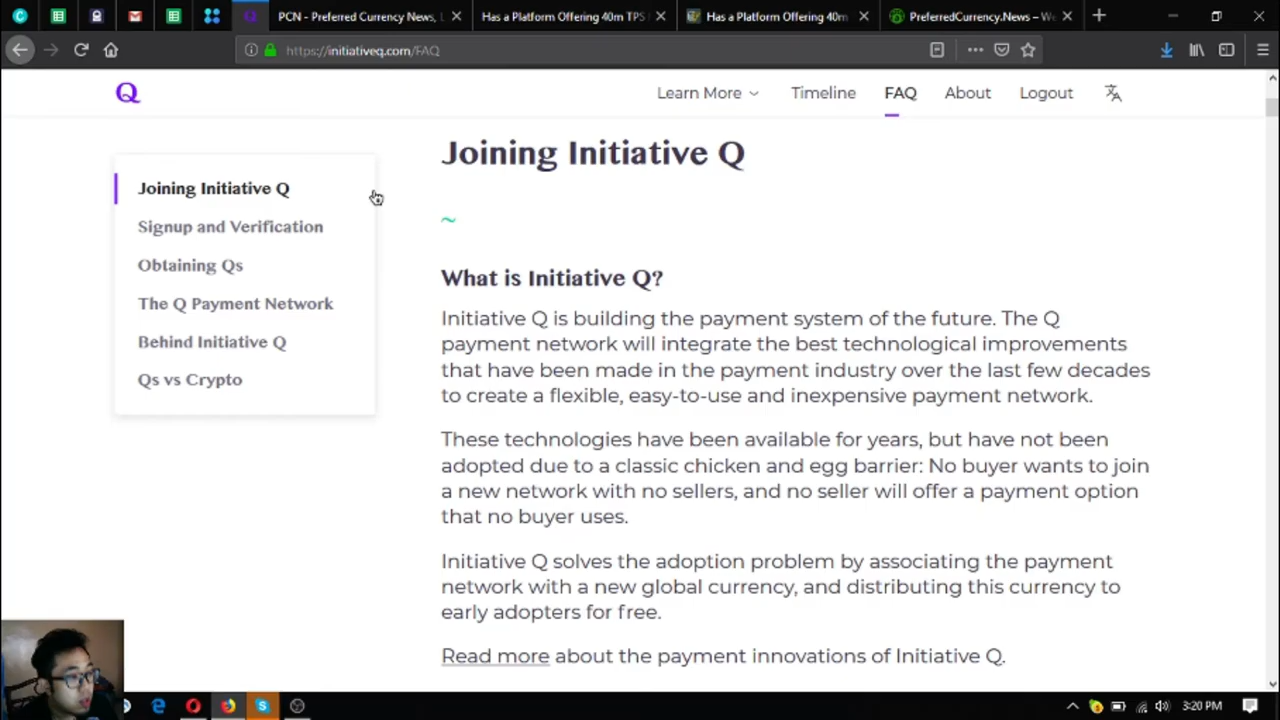 PCN - Preferred Currency News, L
Has a Platform Offering 40m TPS
Has a Platform Offering 40m
PreferredCurrency.News – We
https://initiativeq.com/FAQ
Q
Learn More
Timeline
FAQ
About
Logout
Joining Initiative Q
Signup and Verification
Obtaining Qs
The Q Payment Network
Behind Initiative Q
Qs vs Crypto
Joining Initiative Q
~
What is Initiative Q?
Initiative Q is building the payment system of the future. The Q
payment network will integrate the best technological improvements
that have been made in the payment industry over the last few decades
to create a flexible, easy-to-use and inexpensive payment network.
These technologies have been available for years, but have not been
adopted due to a classic chicken and egg barrier: No buyer wants to join
a new network with no sellers, and no seller will offer a payment option
that no buyer uses.
Initiative Q solves the adoption problem by associating the payment
network with a new global currency, and distributing this currency to
early adopters for free.
Read more about the payment innovations of Initiative Q.
3:20 PM